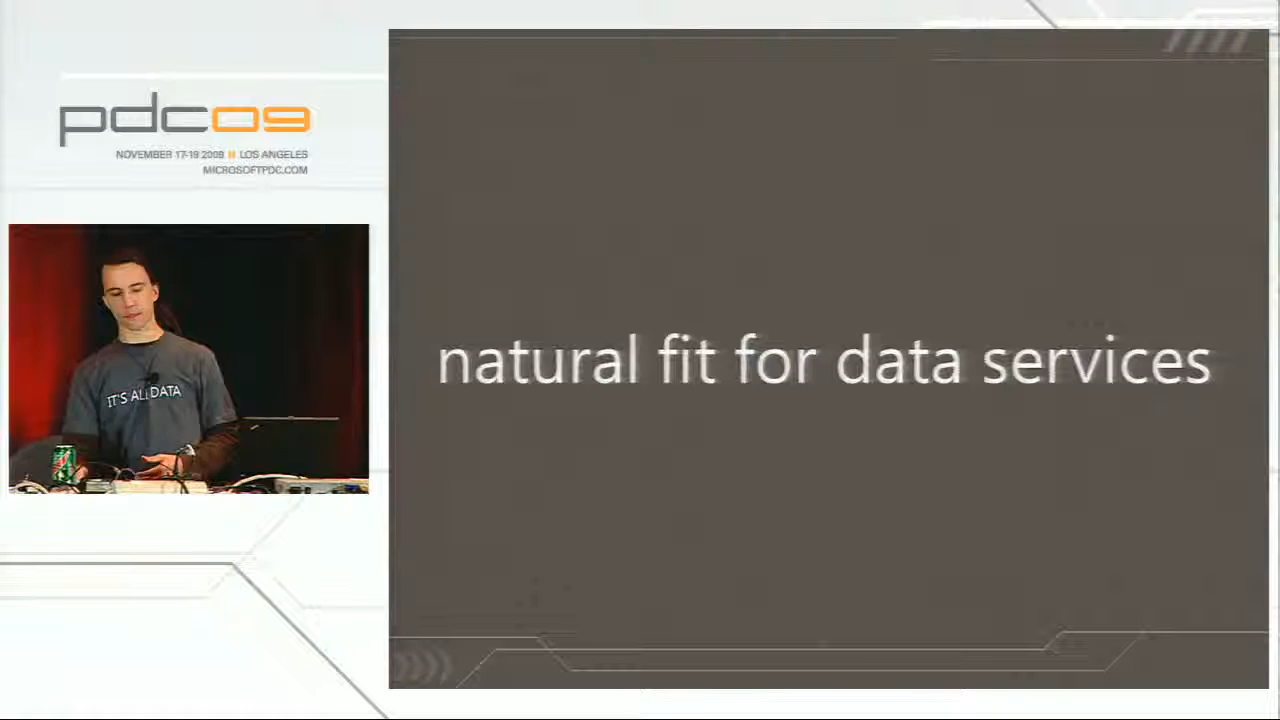 pdc09
NOVEMBER 17-19 2009 LOS ANGELES
MICROSOFTPDC.COM
IT'S ALL DATA
natural fit for data services